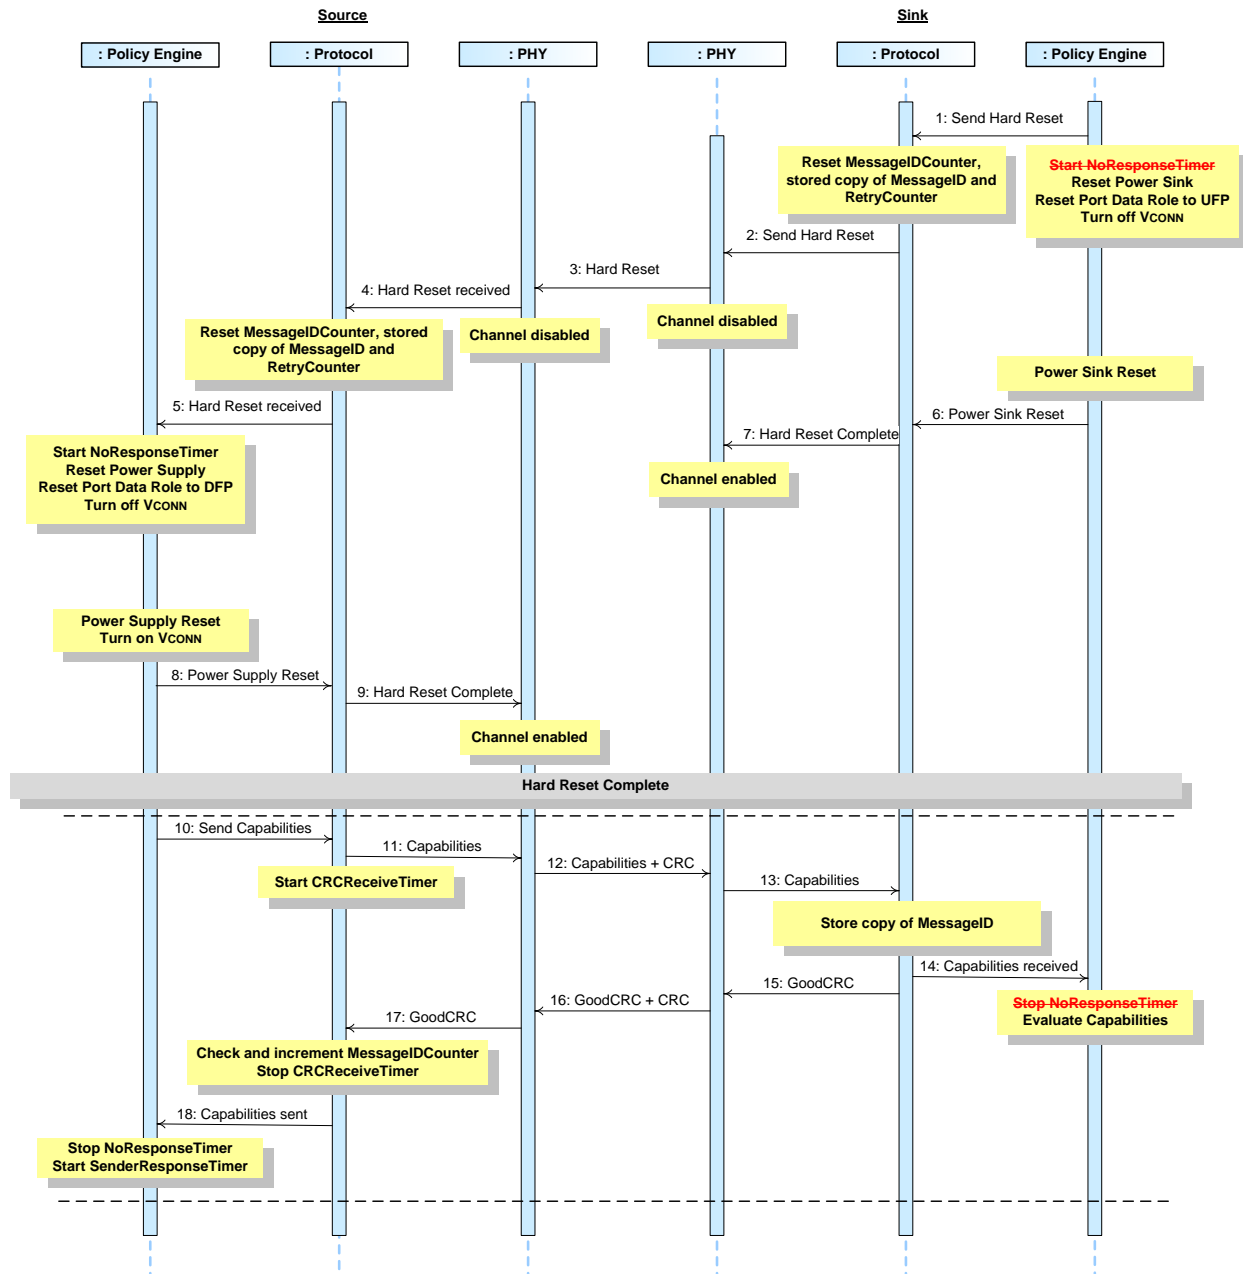 Source
Sink
: Policy Engine
: Protocol
: PHY
: PHY
: Protocol
: Policy Engine
1: Send Hard Reset
Reset MessageIDCounter,
stored copy of MessageID and
RetryCounter
Start NoResponseTimer
Reset Power Sink
Reset Port Data Role to UFP
Turn off VCONN
2: Send Hard Reset
3: Hard Reset
4: Hard Reset received
Channel disabled
Reset MessageIDCounter, stored
copy of MessageID and
RetryCounter
Channel disabled
Power Sink Reset
5: Hard Reset received
6: Power Sink Reset
7: Hard Reset Complete
Start NoResponseTimer
Reset Power Supply
Reset Port Data Role to DFP
Turn off VCONN
Channel enabled
Power Supply Reset
Turn on VCONN
8: Power Supply Reset
9: Hard Reset Complete
Channel enabled
Hard Reset Complete
10: Send Capabilities
11: Capabilities
12: Capabilities + CRC
Start CRCReceiveTimer
13: Capabilities
Store copy of MessageID
14: Capabilities received
15: GoodCRC
16: GoodCRC + CRC
Stop NoResponseTimer
Evaluate Capabilities
17: GoodCRC
Check and increment MessageIDCounter
Stop CRCReceiveTimer
18: Capabilities sent
Stop NoResponseTimer
Start SenderResponseTimer